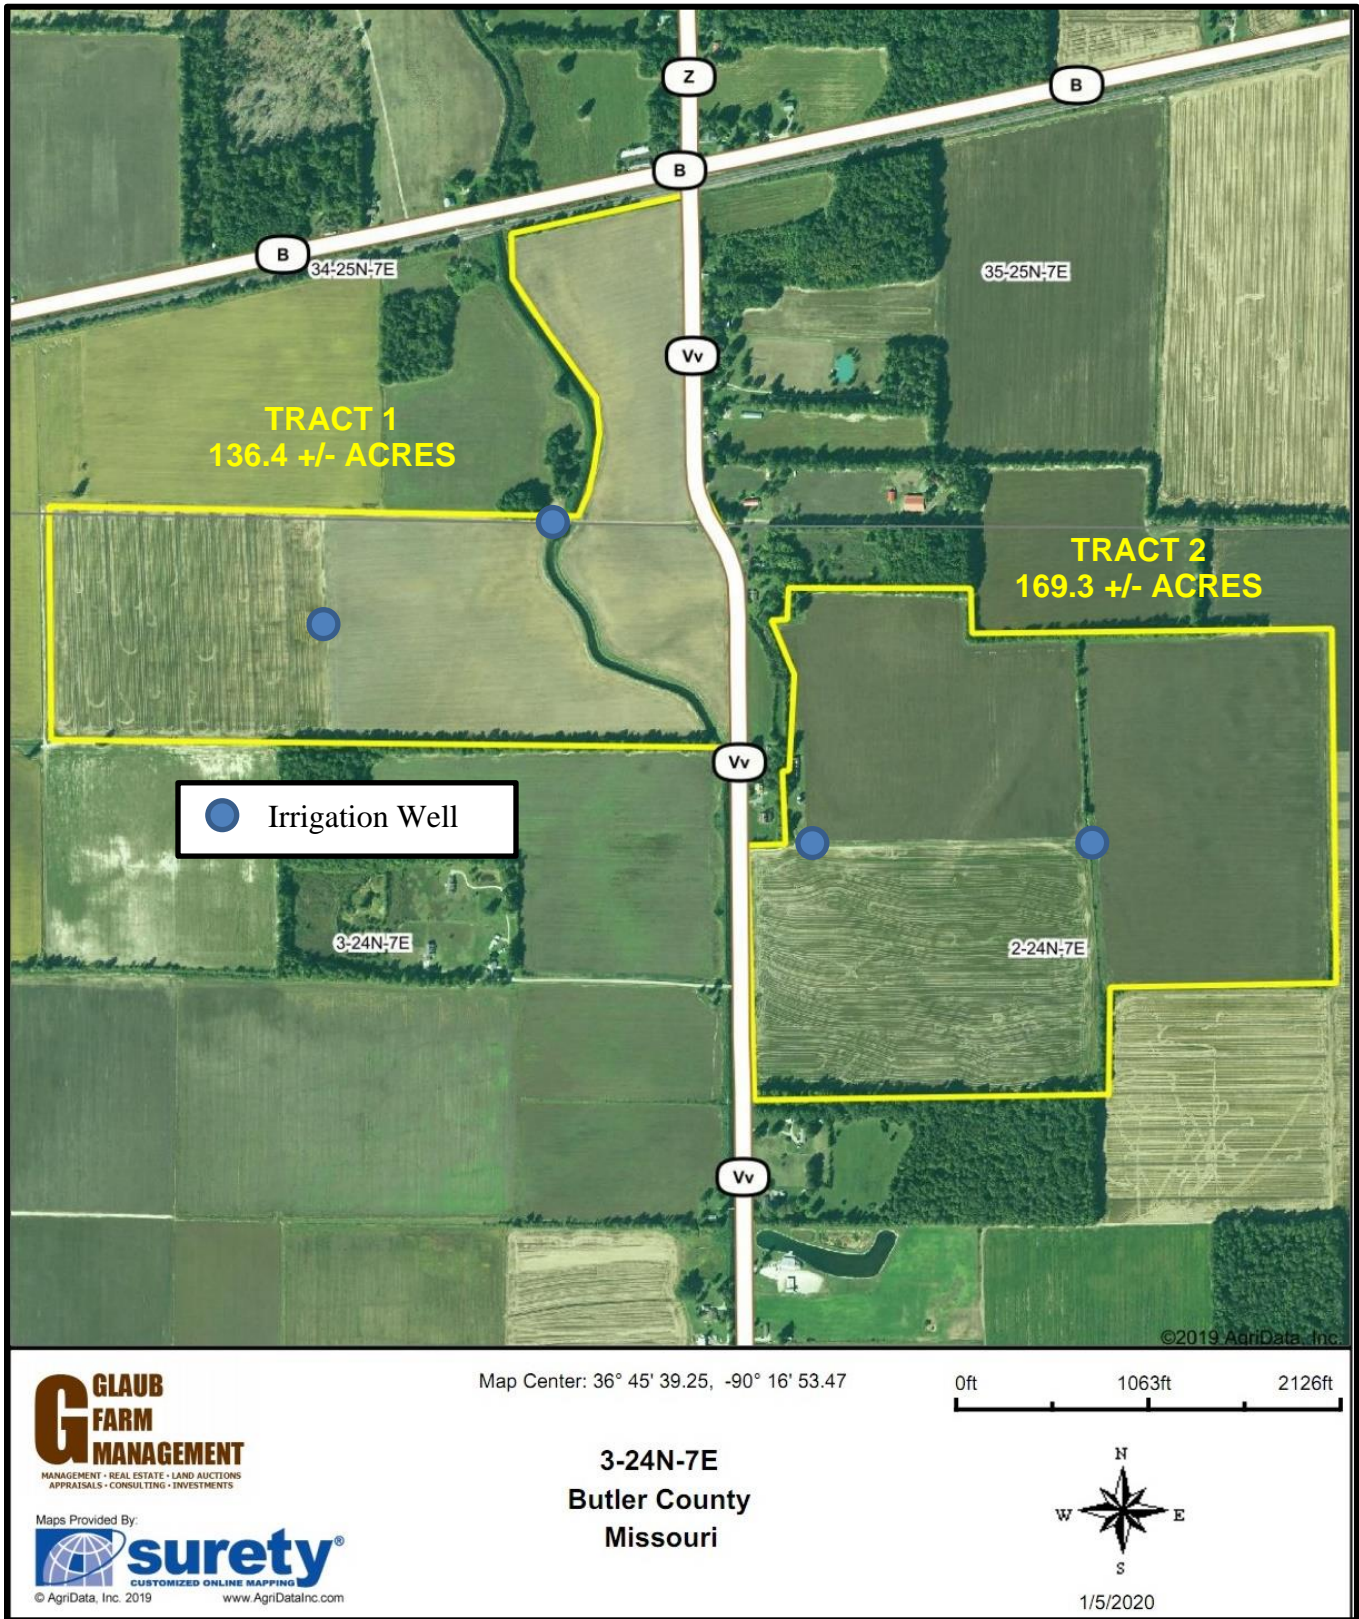 Z
B
B
B
34-25N-7E
35-25N-7E
Vv
TRACT 1
136.4 +/- ACRES
TRACT 2
169.3 +/- ACRES
Vv
Irrigation Well
3-24N-7E
2-24N-7E
Vv
©2019 AgriData, Inc.
GLAUB
FARM
MANAGEMENT
MANAGEMENT • REAL ESTATE • LAND AUCTIONS
APPRAISALS • CONSULTING • INVESTMENTS
Maps Provided By:
surety®
CUSTOMIZED ONLINE MAPPING
© AgriData, Inc. 2019 www.AgriDataInc.com
Map Center: 36° 45' 39.25, -90° 16' 53.47
3-24N-7E
Butler County
Missouri
0ft 1063ft 2126ft
N
W E
S
1/5/2020